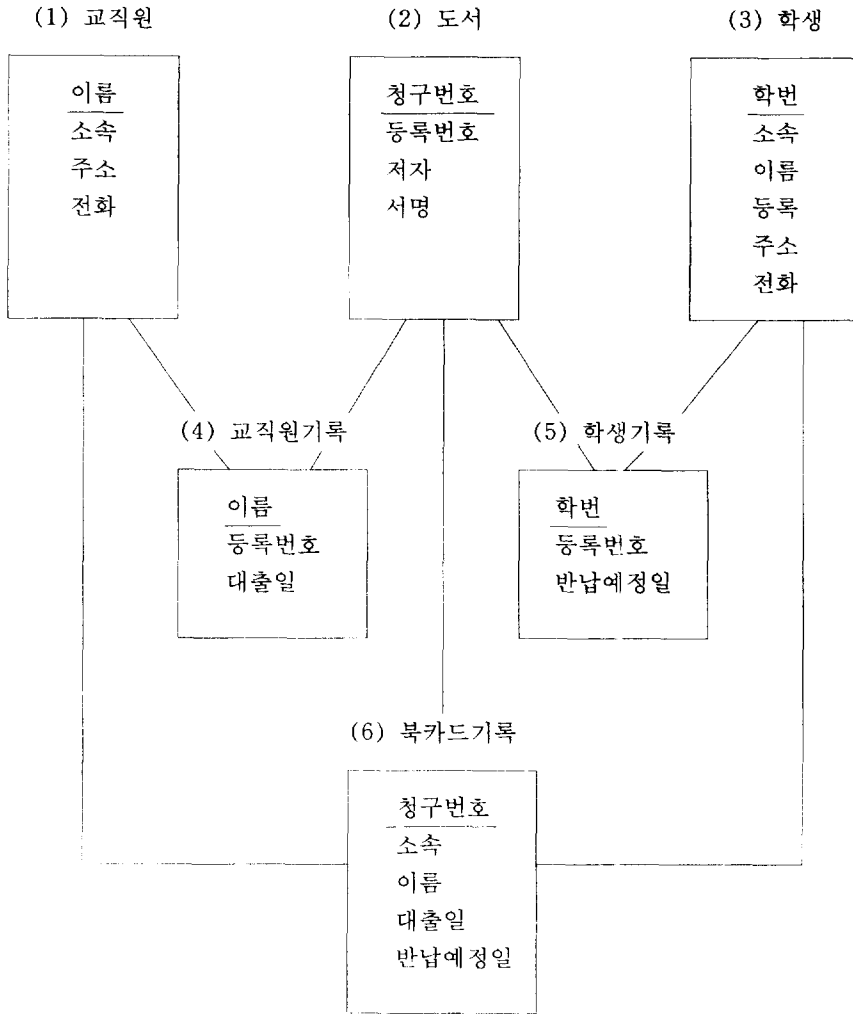 (1) 교직원
(2) 도서
(3) 학생
이름
소속
주소
전화
청구번호
등록번호
저자
서명
학번
소속
이름
등록
주소
전화
(4) 교직원기록
(5) 학생기록
이름
등록번호
대출일
학번
등록번호
반납예정일
(6) 북카드기록
청구번호
소속
이름
대출일
반납예정일